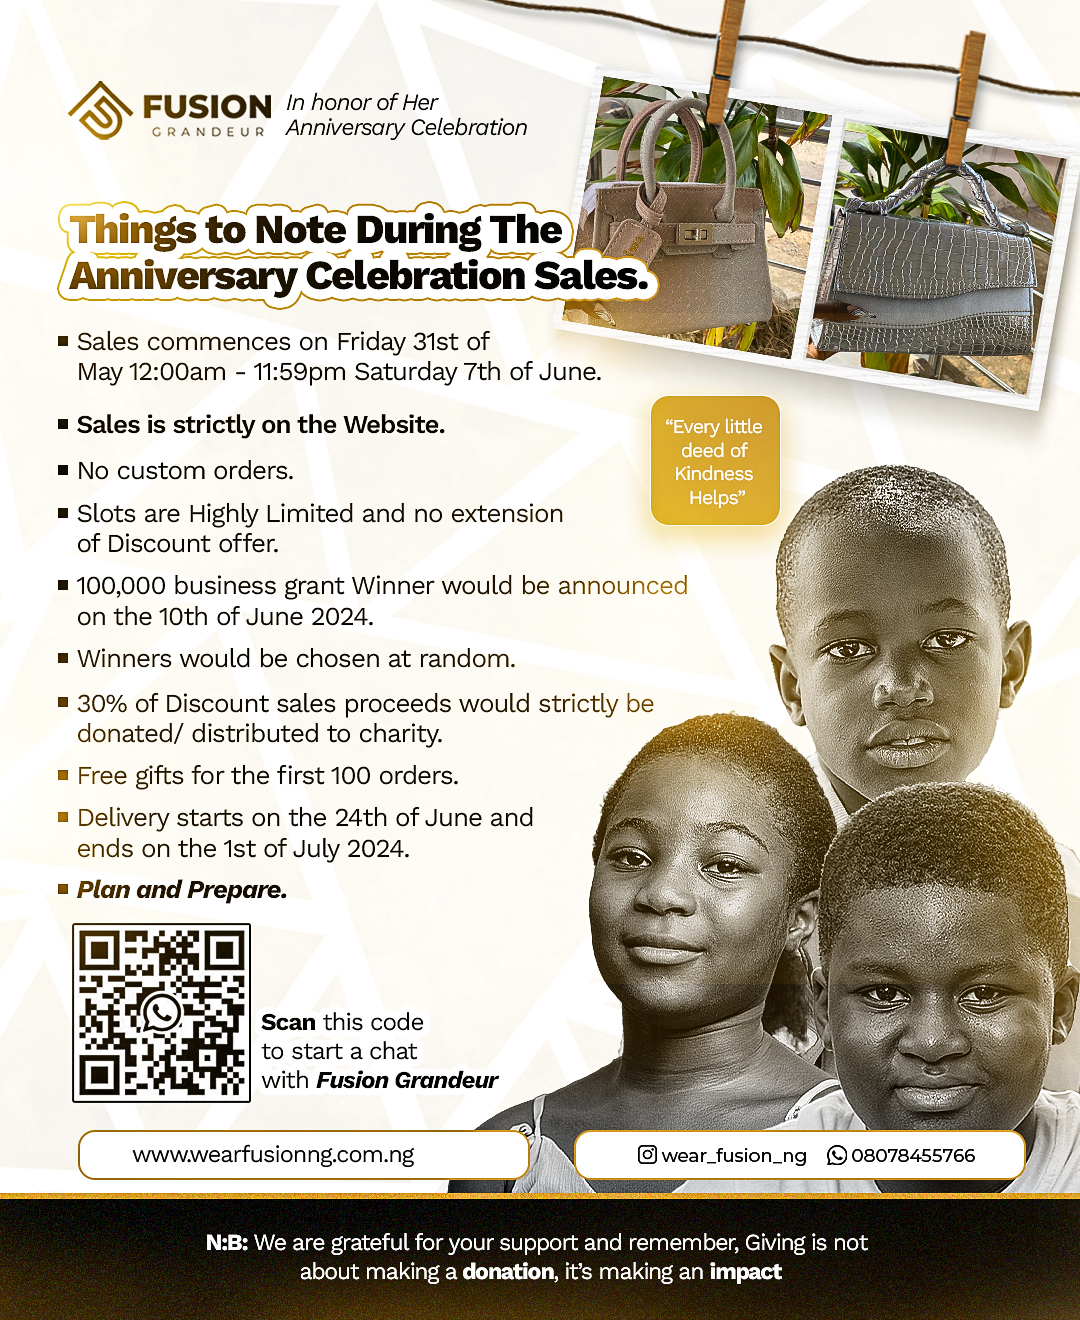 FUSION
GRANDEUR
In honor of Her
Anniversary Celebration
Things to Note During The
Anniversary Celebration Sales.
Sales commences on Friday 31st of
May 12:00am - 11:59pm Saturday 7th of June.
Sales is strictly on the Website.
No custom orders.
Slots are Highly Limited and no extension
of Discount offer.
100,000 business grant Winner would be announced
on the 10th of June 2024.
Winners would be chosen at random.
30% of Discount sales proceeds would strictly be
donated/ distributed to charity.
Free gifts for the first 100 orders.
Delivery starts on the 24th of June and
ends on the 1st of July 2024.
Plan and Prepare.
“Every little
deed of
Kindness
Helps”
Scan this code
to start a chat
with Fusion Grandeur
www.wearfusionng.com.ng
wear_fusion_ng 08078455766
N:B: We are grateful for your support and remember, Giving is not
about making a donation, it’s making an impact